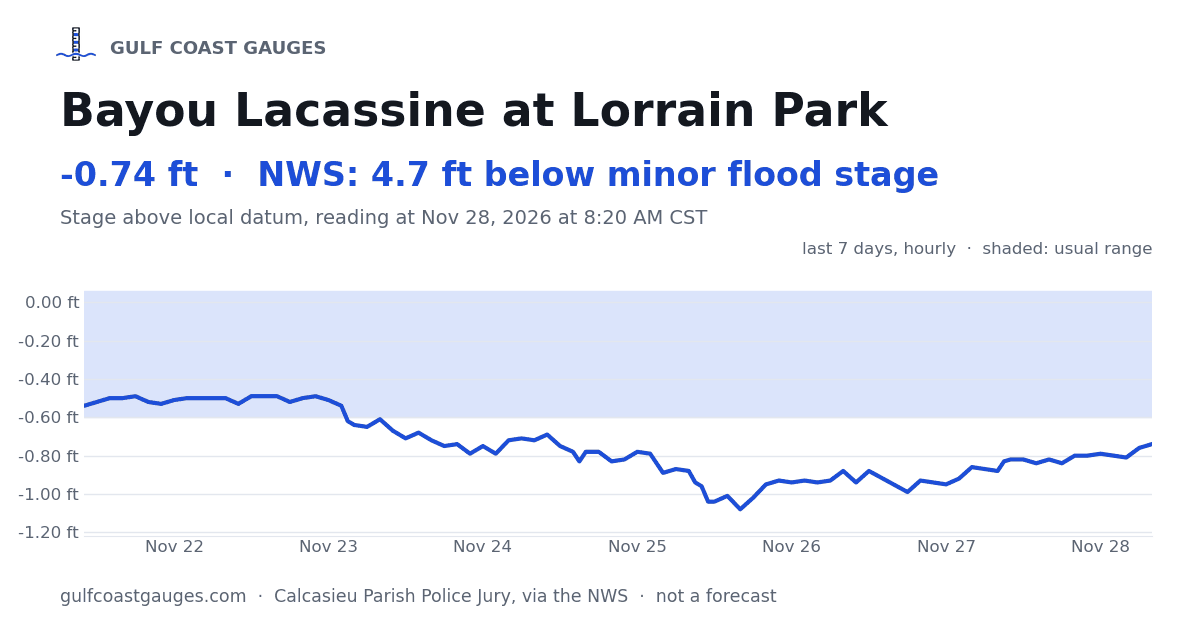 GULF COAST GAUGES
Bayou Lacassine at Lorrain Park
-0.74 ft · NWS: 4.7 ft below minor flood stage
Stage above local datum, reading at Nov 28, 2026 at 8:20 AM CST
last 7 days, hourly · shaded: usual range
0.00 ft
-0.20 ft
-0.40 ft
-0.60 ft
-0.80 ft
-1.00 ft
-1.20 ft
Nov 22 Nov 23 Nov 24 Nov 25 Nov 26 Nov 27 Nov 28
gulfcoastgauges.com · Calcasieu Parish Police Jury, via the NWS · not a forecast